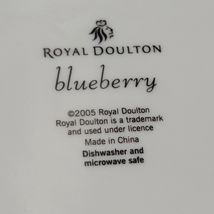 ROYAL DOULTON
blueberry
©2005 Royal Doulton
Royal Doulton is a trademark
and used under licence
Made in China
Dishwasher and
microwave safe